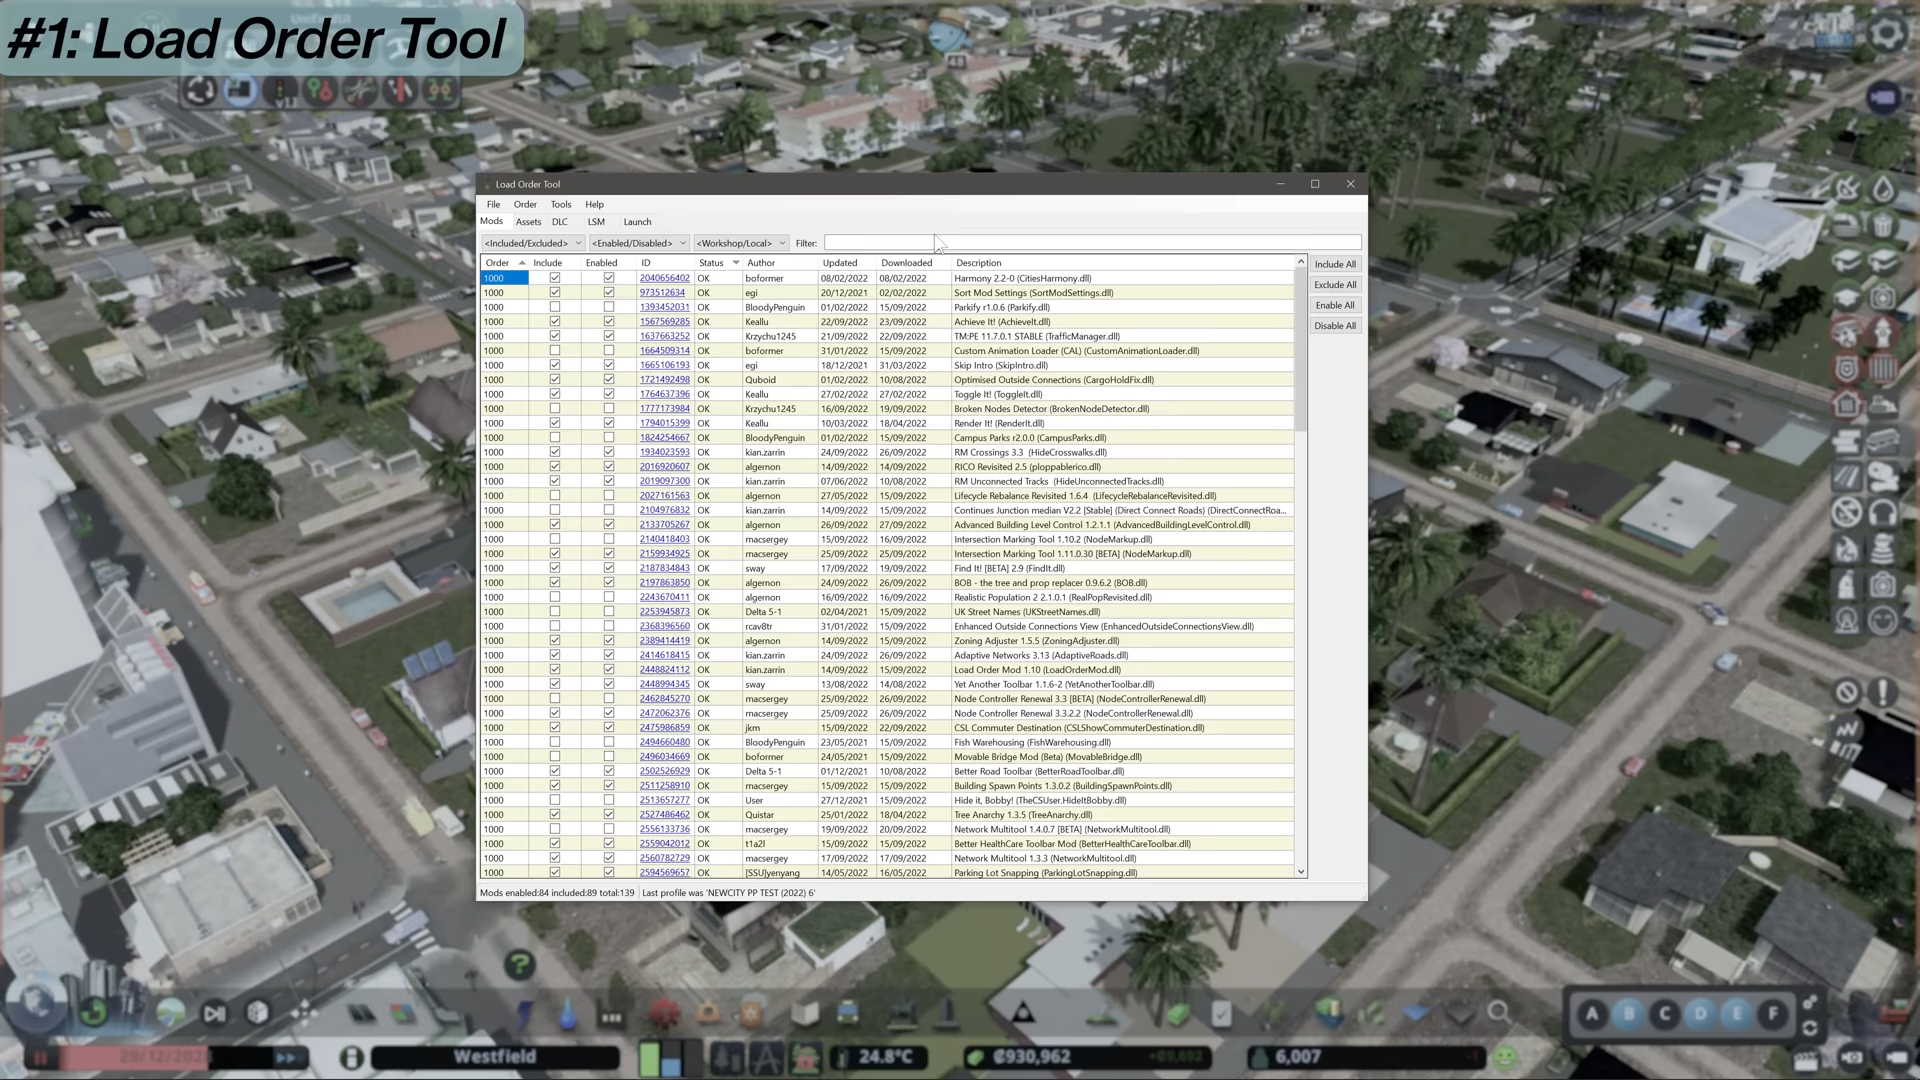 #1: Load Order Tool
Load Order Tool
File Order Tools Help
Mods Assets DLC LSM Launch
<Included/Excluded> <Enabled/Disabled> <Workshop/Local> Filter:
Order Include Enabled ID Status Author Updated Downloaded Description
1000 2040656402 OK boformer 08/02/2022 08/02/2022 Harmony 2.2-0 (CitiesHarmony.dll)
1000 973512634 OK egi 20/12/2021 02/02/2022 Sort Mod Settings (SortModSettings.dll)
1000 1393452031 OK BloodyPenguin 01/02/2022 15/09/2022 Parkify r1.0.6 (Parkify.dll)
1000 1567569285 OK Keallu 22/09/2022 23/09/2022 Achieve It! (AchieveIt.dll)
1000 1637663252 OK Krzychu1245 21/09/2022 22/09/2022 TM:PE 11.7.0.1 STABLE (TrafficManager.dll)
1000 1664509314 OK boformer 31/01/2022 15/09/2022 Custom Animation Loader (CAL) (CustomAnimationLoader.dll)
1000 1665106193 OK egi 18/12/2021 31/03/2022 Skip Intro (SkipIntro.dll)
1000 1721492498 OK Quboid 01/02/2022 10/08/2022 Optimised Outside Connections (CargoHoldFix.dll)
1000 1764637396 OK Keallu 27/02/2022 27/02/2022 Toggle It! (ToggleIt.dll)
1000 1777173984 OK Krzychu1245 16/09/2022 19/09/2022 Broken Nodes Detector (BrokenNodeDetector.dll)
1000 1794015399 OK Keallu 10/03/2022 18/04/2022 Render It! (RenderIt.dll)
1000 1824254667 OK BloodyPenguin 01/02/2022 15/09/2022 Campus Parks r2.0.0 (CampusParks.dll)
1000 1934023593 OK kian.zarrin 24/09/2022 26/09/2022 RM Crossings 3.3 (HideCrosswalks.dll)
1000 2016920607 OK algernon 14/09/2022 14/09/2022 RICO Revisited 2.5 (ploppablerico.dll)
1000 2019097300 OK kian.zarrin 07/06/2022 10/08/2022 RM Unconnected Tracks (HideUnconnectedTracks.dll)
1000 2027161563 OK algernon 27/05/2022 15/09/2022 Lifecycle Rebalance Revisited 1.6.4 (LifecycleRebalanceRevisited.dll)
1000 2104976832 OK kian.zarrin 14/09/2022 15/09/2022 Continues Junction median V2.2 [Stable] (Direct Connect Roads) (DirectConnectRoa...
1000 2133705267 OK algernon 26/09/2022 27/09/2022 Advanced Building Level Control 1.2.1.1 (AdvancedBuildingLevelControl.dll)
1000 2140418403 OK macsergey 15/09/2022 16/09/2022 Intersection Marking Tool 1.10.2 (NodeMarkup.dll)
1000 2159934925 OK macsergey 25/09/2022 25/09/2022 Intersection Marking Tool 1.11.0.30 [BETA] (NodeMarkup.dll)
1000 2187834843 OK sway 17/09/2022 19/09/2022 Find It! [BETA] 2.9 (FindIt.dll)
1000 2197863850 OK algernon 24/09/2022 26/09/2022 BOB - the tree and prop replacer 0.9.6.2 (BOB.dll)
1000 2243670411 OK algernon 16/09/2022 16/09/2022 Realistic Population 2 2.1.0.1 (RealPopRevisited.dll)
1000 2253945873 OK Delta 5-1 02/04/2021 15/09/2022 UK Street Names (UKStreetNames.dll)
1000 2368396560 OK rcav8tr 31/01/2022 15/09/2022 Enhanced Outside Connections View (EnhancedOutsideConnectionsView.dll)
1000 2389414419 OK algernon 14/09/2022 15/09/2022 Zoning Adjuster 1.5.5 (ZoningAdjuster.dll)
1000 2414618415 OK kian.zarrin 24/09/2022 26/09/2022 Adaptive Networks 3.13 (AdaptiveRoads.dll)
1000 2448824112 OK kian.zarrin 14/09/2022 15/09/2022 Load Order Mod 1.10 (LoadOrderMod.dll)
1000 2448994345 OK sway 13/08/2022 14/08/2022 Yet Another Toolbar 1.1.6-2 (YetAnotherToolbar.dll)
1000 2462845270 OK macsergey 25/09/2022 26/09/2022 Node Controller Renewal 3.3 [BETA] (NodeControllerRenewal.dll)
1000 2472062376 OK macsergey 25/09/2022 26/09/2022 Node Controller Renewal 3.3.2.2 (NodeControllerRenewal.dll)
1000 2475986859 OK jkm 15/09/2022 22/09/2022 CSL Commuter Destination (CSLShowCommuterDestination.dll)
1000 2494660480 OK BloodyPenguin 23/05/2021 15/09/2022 Fish Warehousing (FishWarehousing.dll)
1000 2496034669 OK boformer 24/05/2021 15/09/2022 Movable Bridge Mod (Beta) (MovableBridge.dll)
1000 2502526929 OK Delta 5-1 01/12/2021 10/08/2022 Better Road Toolbar (BetterRoadToolbar.dll)
1000 2511258910 OK macsergey 15/09/2022 15/09/2022 Building Spawn Points 1.3.0.2 (BuildingSpawnPoints.dll)
1000 2513657277 OK User 27/12/2021 15/09/2022 Hide it, Bobby! (TheCSUser.HideItBobby.dll)
1000 2527486462 OK Quistar 25/01/2022 18/04/2022 Tree Anarchy 1.3.5 (TreeAnarchy.dll)
1000 2556133736 OK macsergey 19/09/2022 20/09/2022 Network Multitool 1.4.0.7 [BETA] (NetworkMultitool.dll)
1000 2559042012 OK t1a2l 15/09/2022 15/09/2022 Better HealthCare Toolbar Mod (BetterHealthCareToolbar.dll)
1000 2560782729 OK macsergey 17/09/2022 17/09/2022 Network Multitool 1.3.3 (NetworkMultitool.dll)
1000 2594569657 OK [SSU]yenyang 14/05/2022 16/05/2022 Parking Lot Snapping (ParkingLotSnapping.dll)
Include All
Exclude All
Enable All
Disable All
Mods enabled:84 included:89 total:139 Last profile was 'NEWCITY PP TEST (2022) 6'
A B C D E F
Westfield 24.8°C ₡930,962 6,007